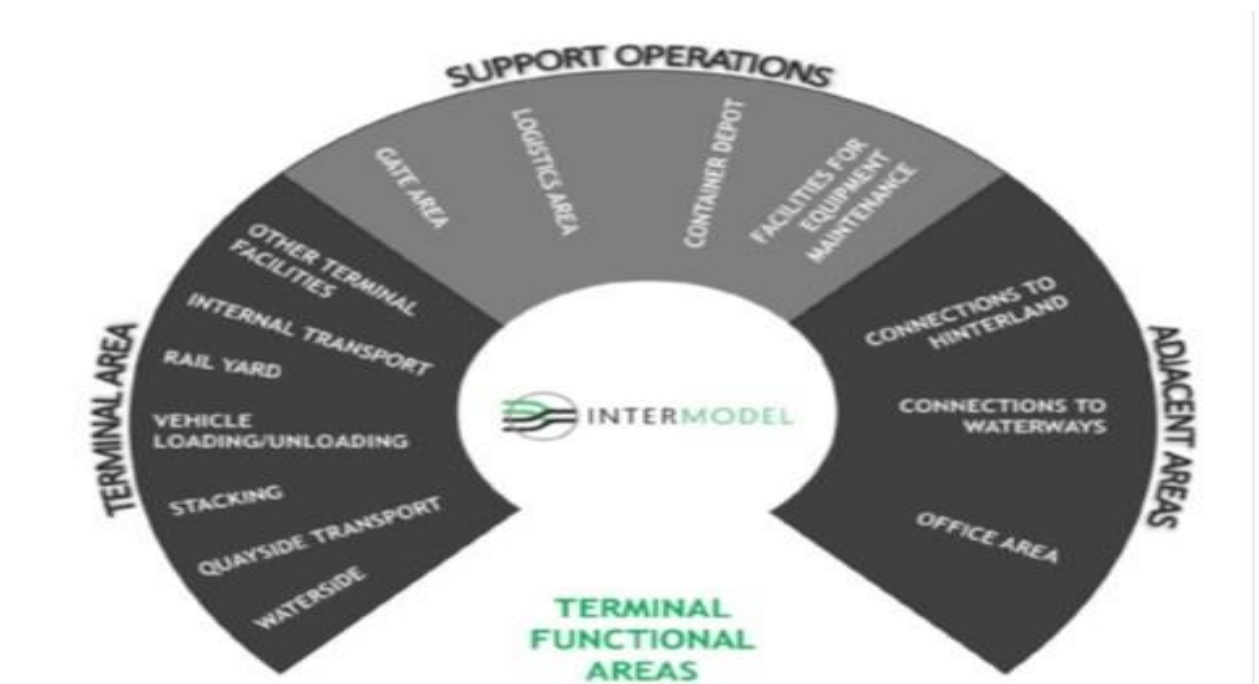 SUPPORT OPERATIONS
GATE AREA
LOGISTICS AREA
CONTAINER DEPOT
FACILITIES FOR
EQUIPMENT
MAINTENANCE
TERMINAL AREA
OTHER TERMINAL
FACILITIES
INTERNAL TRANSPORT
RAIL YARD
VEHICLE
LOADING/UNLOADING
STACKING
QUAYSIDE TRANSPORT
WATERSIDE
INTERMODEL
ADJACENT AREAS
CONNECTIONS TO
HINTERLAND
CONNECTIONS TO
WATERWAYS
OFFICE AREA
TERMINAL
FUNCTIONAL
AREAS